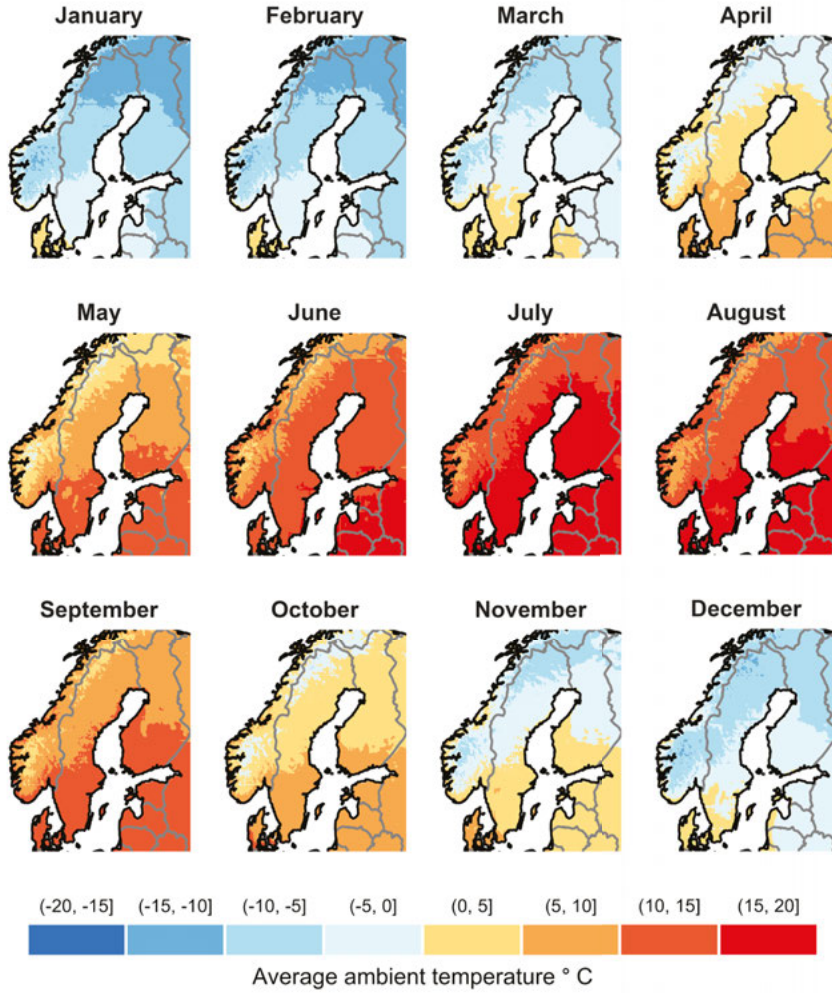 January February March April
May June July August
September October November December
(-20, -15] (-15, -10] (-10, -5] (-5, 0] (0, 5] (5, 10] (10, 15] (15, 20]
Average ambient temperature ° C